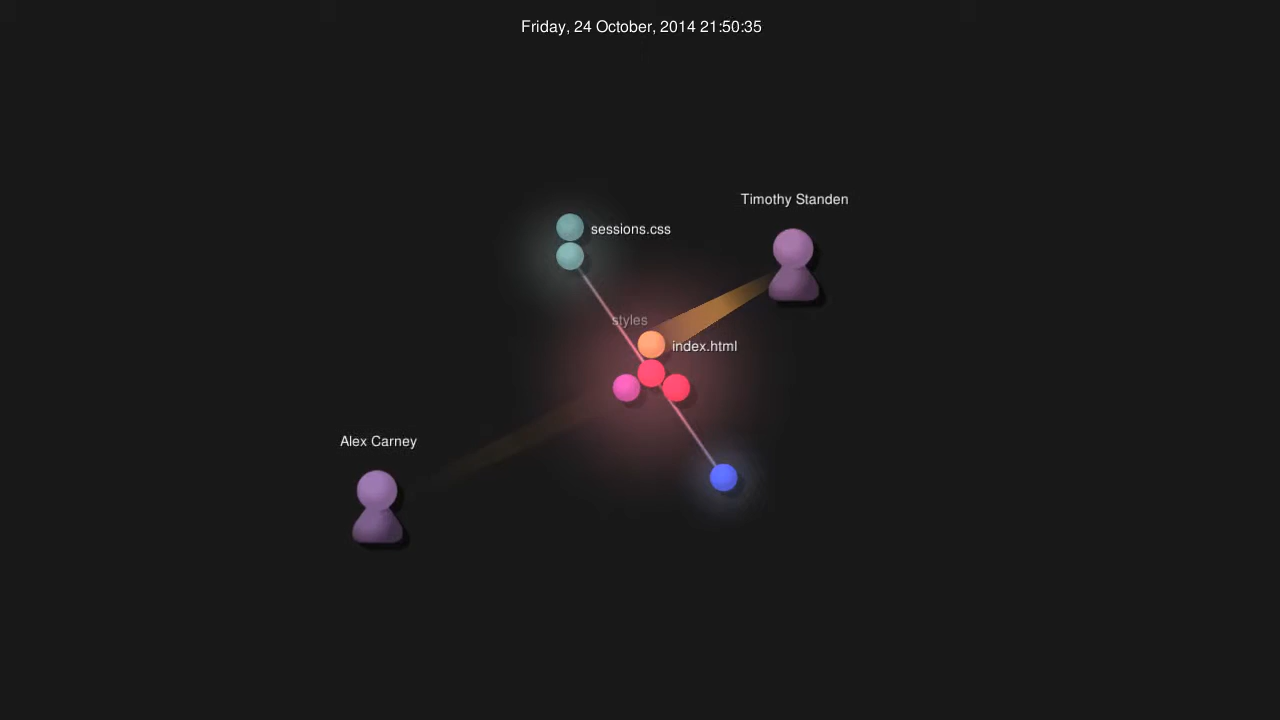 Friday, 24 October, 2014 21:50:35
Timothy Standen
sessions.css
styles
index.html
Alex Carney